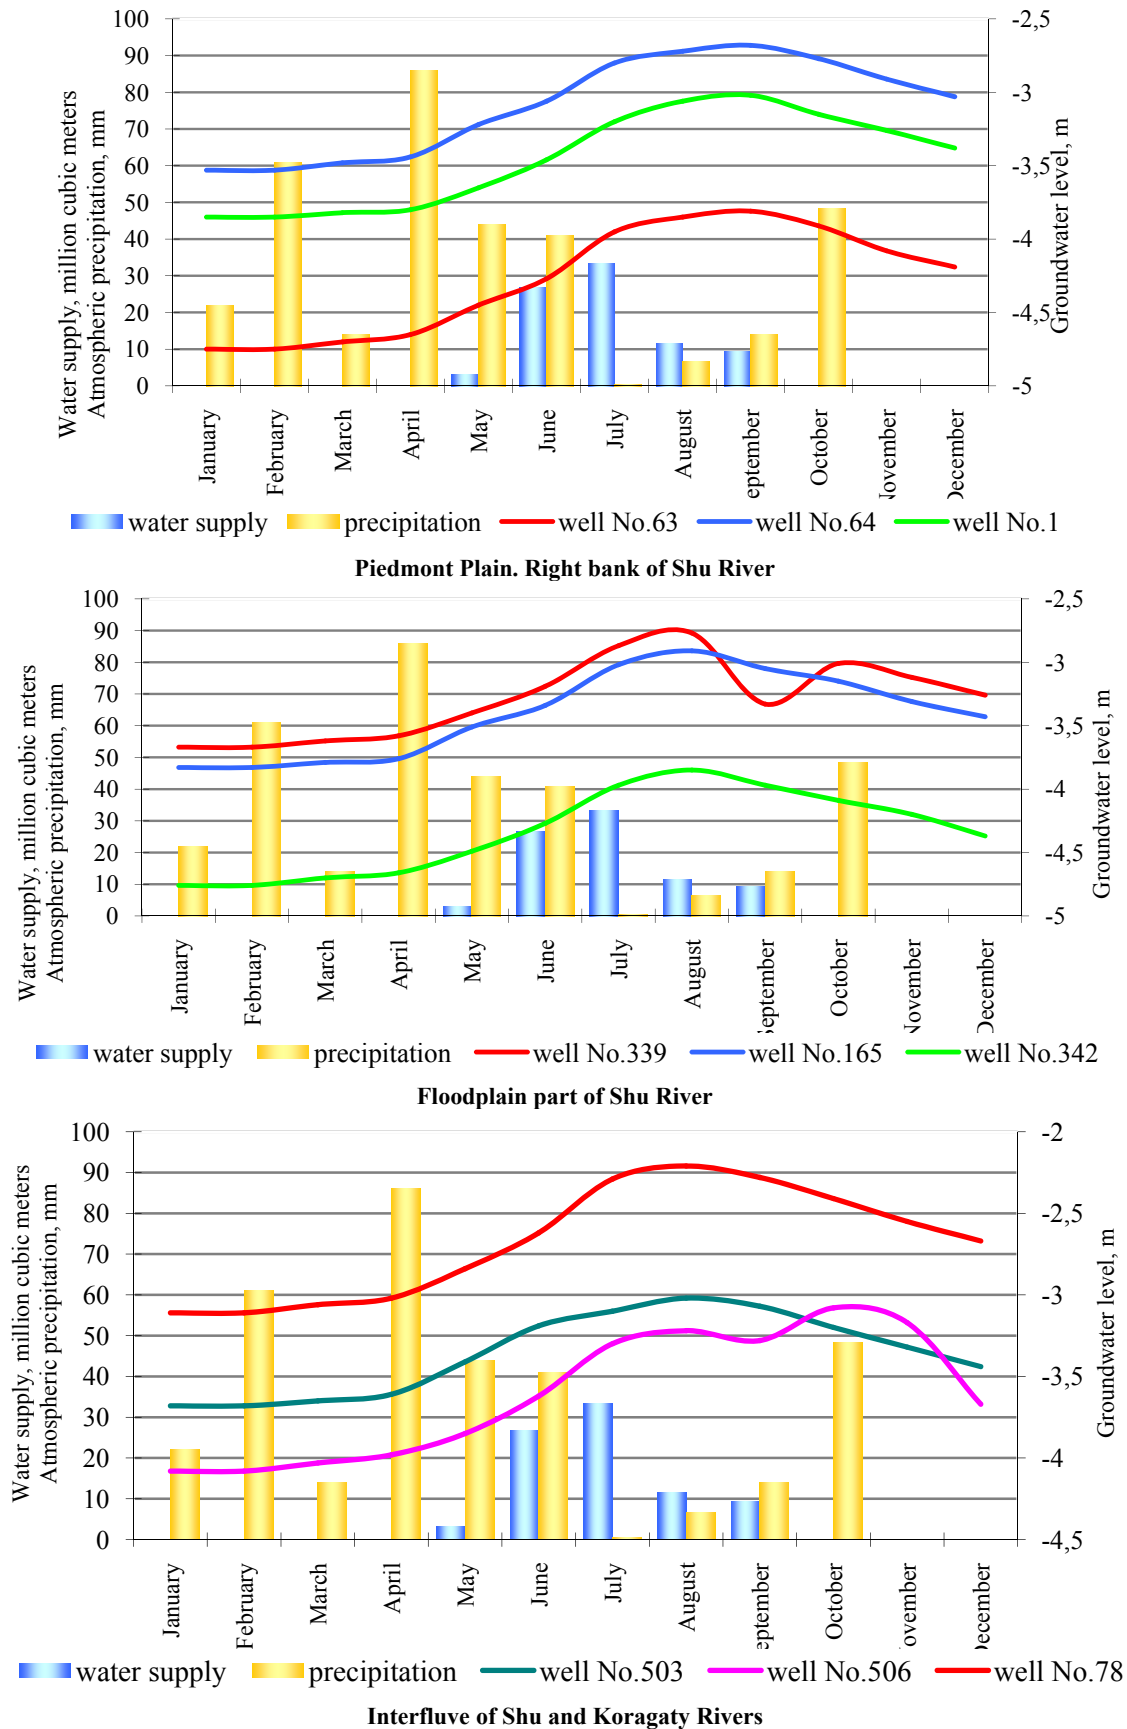 Water supply, million cubic meters
Atmospheric precipitation, mm
100
90
80
70
60
50
40
30
20
10
0
-2,5
-3
-3,5
-4
-4,5
-5
Groundwater level, m
January
February
March
April
May
June
July
August
eptember
October
November
December
water supply precipitation well No.63 well No.64 well No.1
Piedmont Plain. Right bank of Shu River
Water supply, million cubic meters
Atmospheric precipitation, mm
100
90
80
70
60
50
40
30
20
10
0
-2,5
-3
-3,5
-4
-4,5
-5
Groundwater level, m
January
February
March
April
May
June
July
August
September
October
November
December
water supply precipitation well No.339 well No.165 well No.342
Floodplain part of Shu River
Water supply, million cubic meters
Atmospheric precipitation, mm
100
90
80
70
60
50
40
30
20
10
0
-2
-2,5
-3
-3,5
-4
-4,5
Groundwater level, m
January
February
March
April
May
June
July
August
eptember
October
November
December
water supply precipitation well No.503 well No.506 well No.78
Interfluve of Shu and Koragaty Rivers